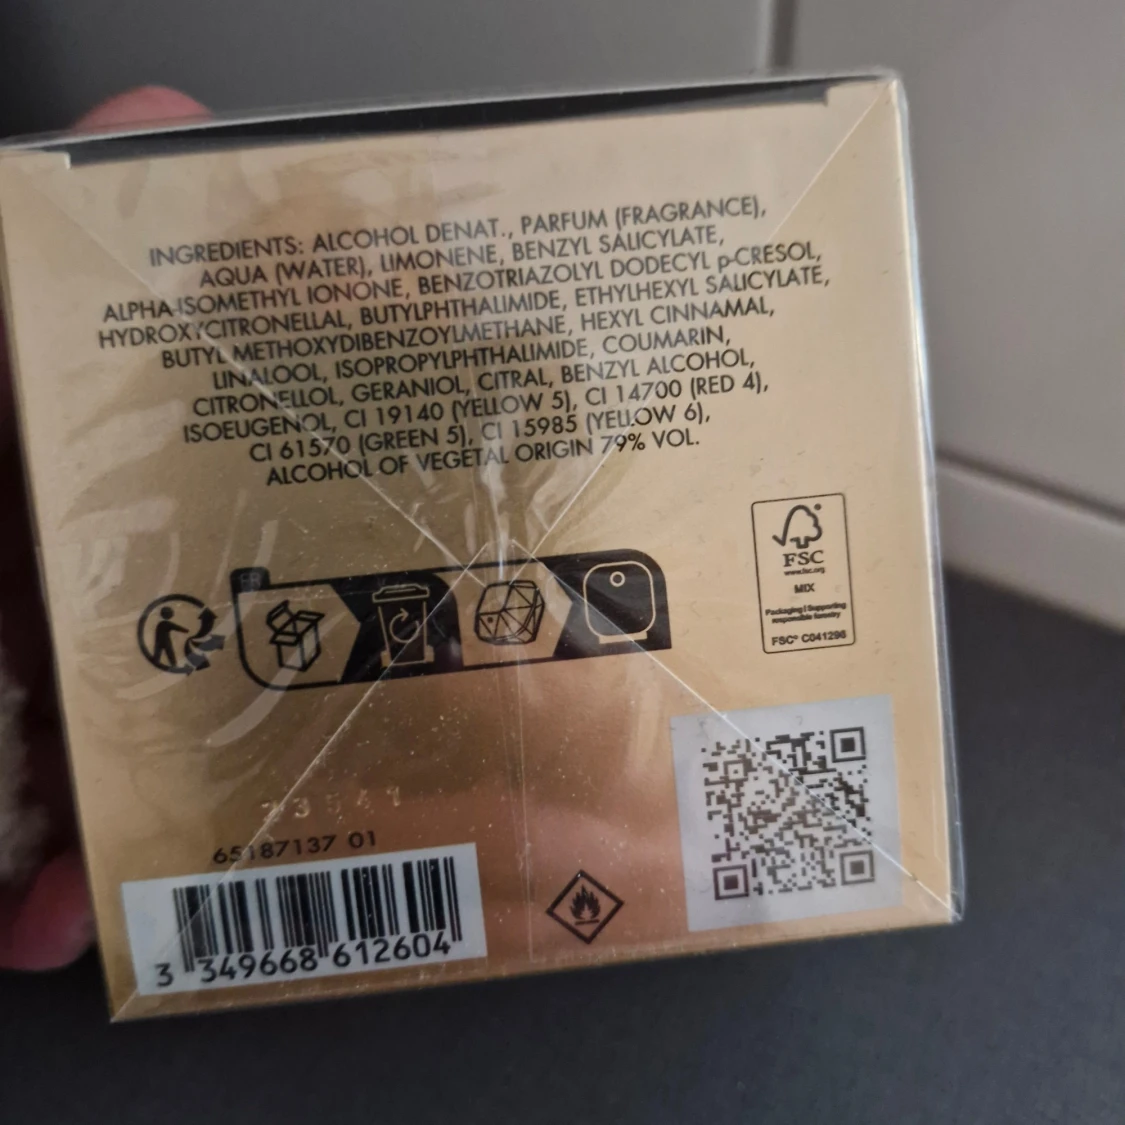 INGREDIENTS: ALCOHOL DENAT., PARFUM (FRAGRANCE),
AQUA (WATER), LIMONENE, BENZYL SALICYLATE,
ALPHA-ISOMETHYL IONONE, BENZOTRIAZOLYL DODECYL p-CRESOL,
HYDROXYCITRONELLAL, BUTYLPHTHALIMIDE, ETHYLHEXYL SALICYLATE,
BUTYL METHOXYDIBENZOYLMETHANE, HEXYL CINNAMAL,
LINALOOL, ISOPROPYLPHTHALIMIDE, COUMARIN,
CITRONELLOL, GERANIOL, CITRAL, BENZYL ALCOHOL,
ISOEUGENOL, CI 19140 (YELLOW 5), CI 14700 (RED 4),
CI 61570 (GREEN 5), CI 15985 (YELLOW 6),
ALCOHOL OF VEGETAL ORIGIN 79% VOL.
FR
FSC
www.fsc.org
MIX
Packaging | Supporting
responsible forestry
FSC® C041296
65187137 01
3 349668 612604